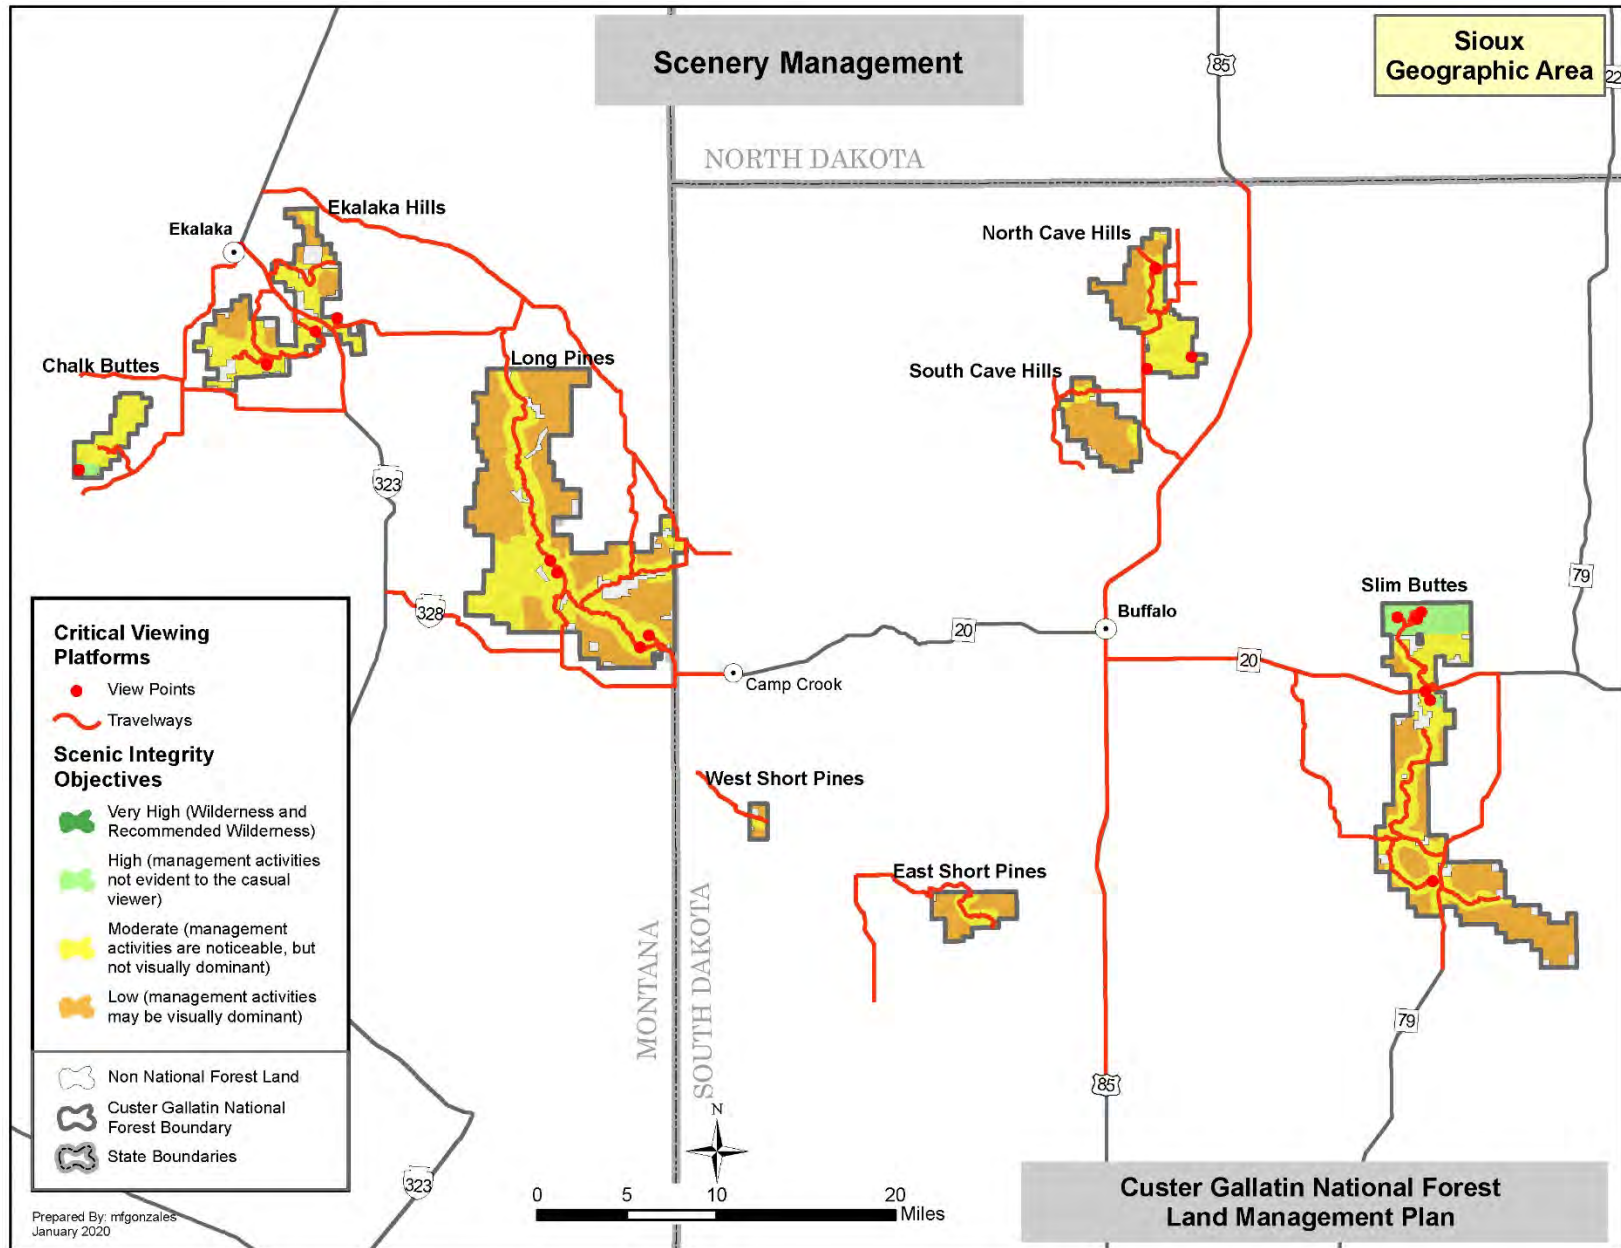 Scenery Management
Sioux
Geographic Area
85
22
NORTH DAKOTA
Ekalaka Hills
Ekalaka
North Cave Hills
Long Pines
Chalk Buttes
South Cave Hills
323
79
Slim Buttes
328
Buffalo
20
20
Camp Crook
West Short Pines
East Short Pines
MONTANA
SOUTH DAKOTA
79
85
323
Critical Viewing
Platforms
View Points
Travelways
Scenic Integrity
Objectives
Very High (Wilderness and
Recommended Wilderness)
High (management activities
not evident to the casual
viewer)
Moderate (management
activities are noticeable, but
not visually dominant)
Low (management activities
may be visually dominant)
Non National Forest Land
Custer Gallatin National
Forest Boundary
State Boundaries
Prepared By: mfgonzales
January 2020
N
0 5 10 20
Miles
Custer Gallatin National Forest
Land Management Plan